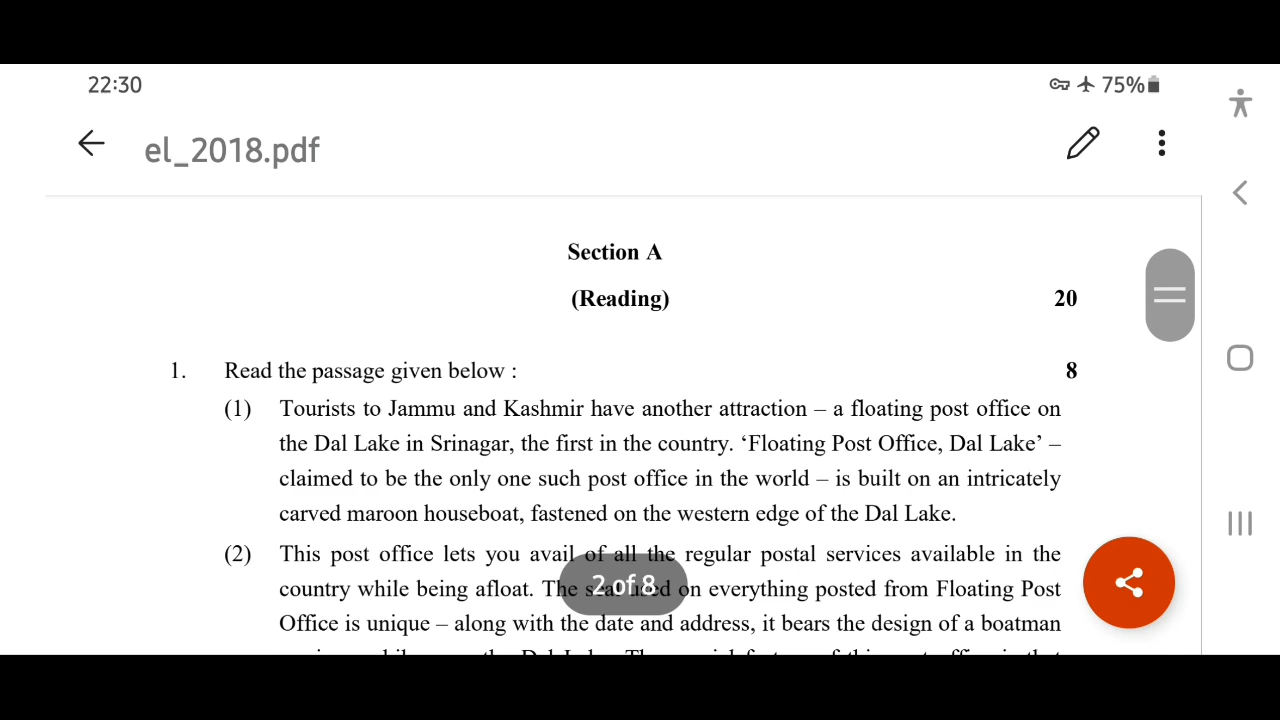 22:30
75%
el_2018.pdf
Section A
(Reading) 20
1. Read the passage given below : 8
(1) Tourists to Jammu and Kashmir have another attraction – a floating post office on
the Dal Lake in Srinagar, the first in the country. ‘Floating Post Office, Dal Lake’ –
claimed to be the only one such post office in the world – is built on an intricately
carved maroon houseboat, fastened on the western edge of the Dal Lake.
(2) This post office lets you avail of all the regular postal services available in the
country while being afloat. The seal used on everything posted from Floating Post
2 of 8
Office is unique – along with the date and address, it bears the design of a boatman